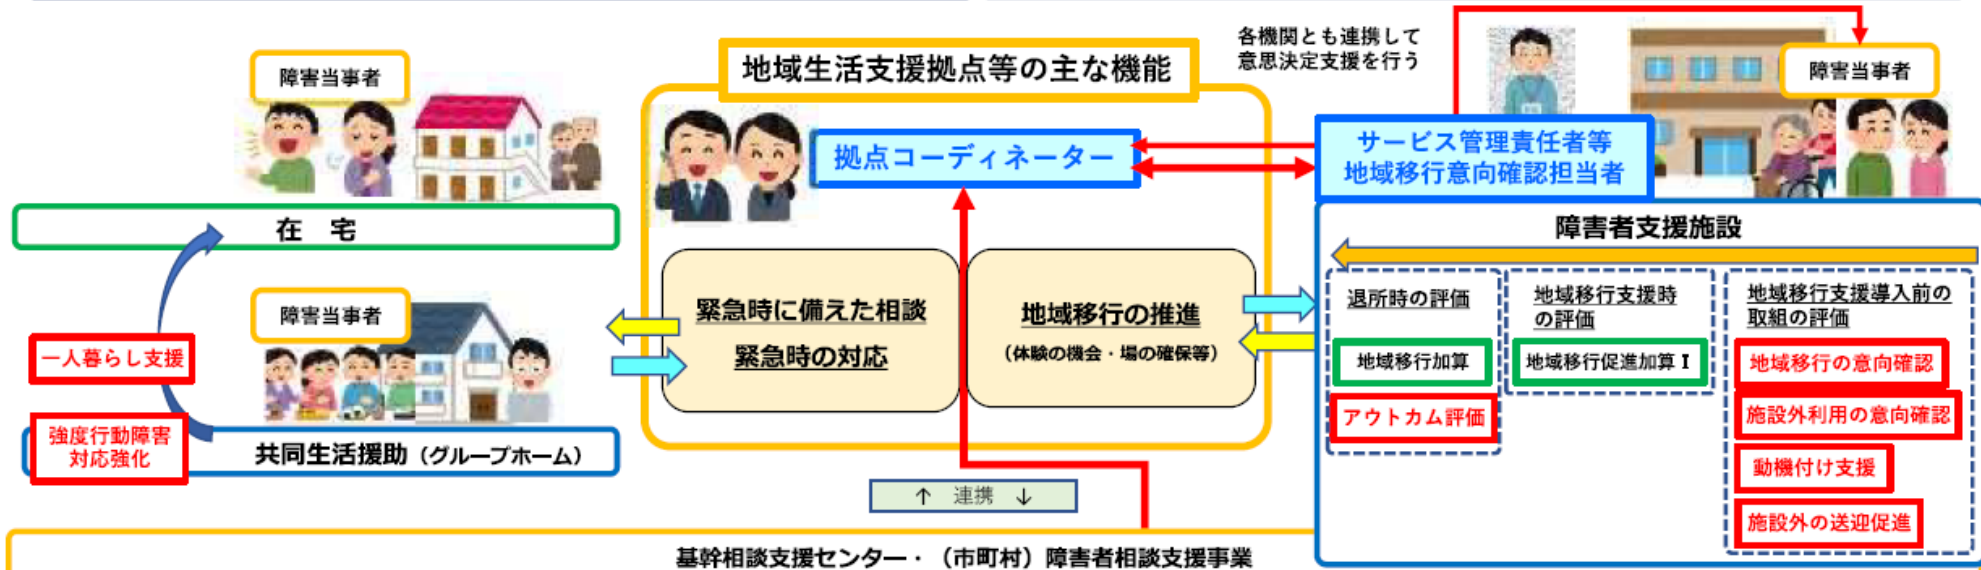 障害当事者
在 宅
障害当事者
一人暮らし支援
強度行動障害
対応強化
共同生活援助（グループホーム）
地域生活支援拠点等の主な機能
拠点コーディネーター
緊急時に備えた相談
緊急時の対応
地域移行の推進
（体験の機会・場の確保等）
↑ 連携 ↓
基幹相談支援センター・（市町村）障害者相談支援事業
各機関とも連携して
意思決定支援を行う
障害当事者
サービス管理責任者等
地域移行意向確認担当者
障害者支援施設
退所時の評価
地域移行加算
アウトカム評価
地域移行支援時
の評価
地域移行促進加算Ⅰ
地域移行支援導入前の
取組の評価
地域移行の意向確認
施設外利用の意向確認
動機付け支援
施設外の送迎促進